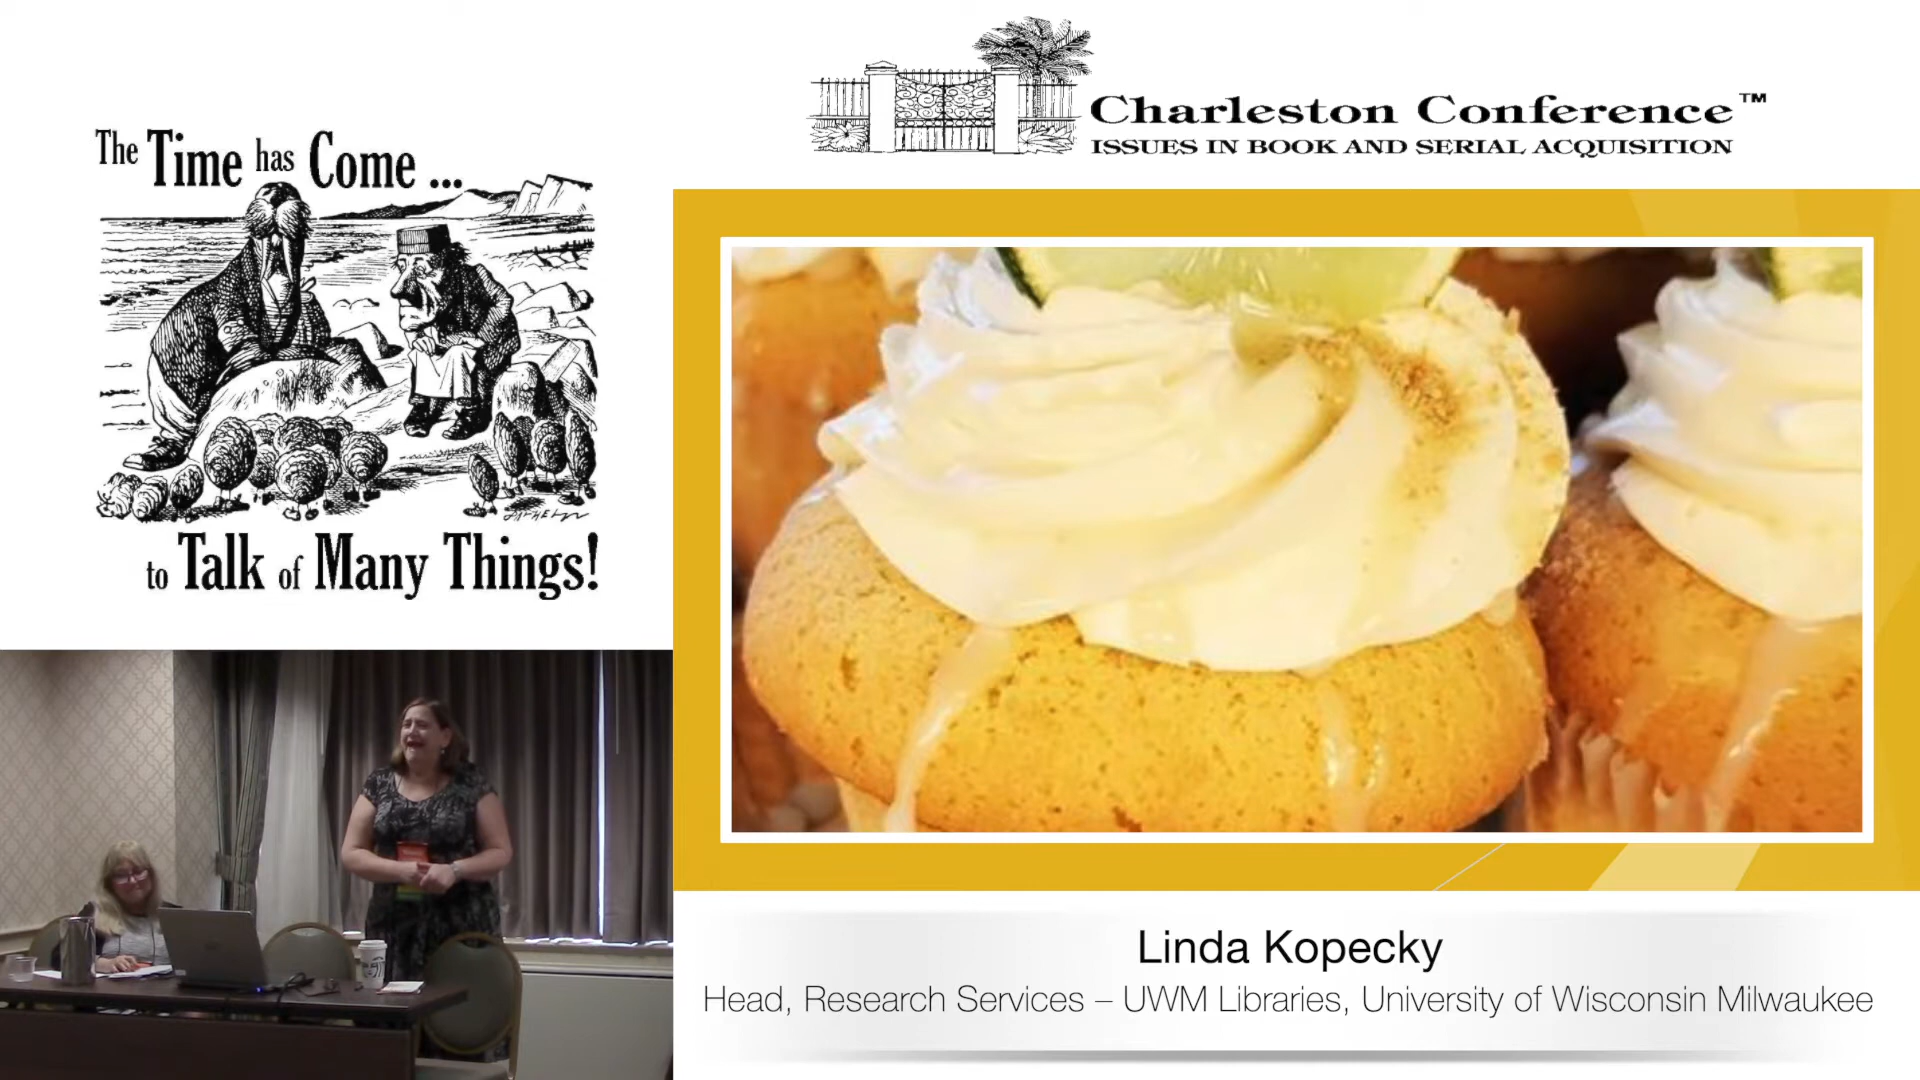 The Time has Come ...
to Talk of Many Things!
Charleston Conference™
ISSUES IN BOOK AND SERIAL ACQUISITION
Linda Kopecky
Head, Research Services – UWM Libraries, University of Wisconsin Milwaukee